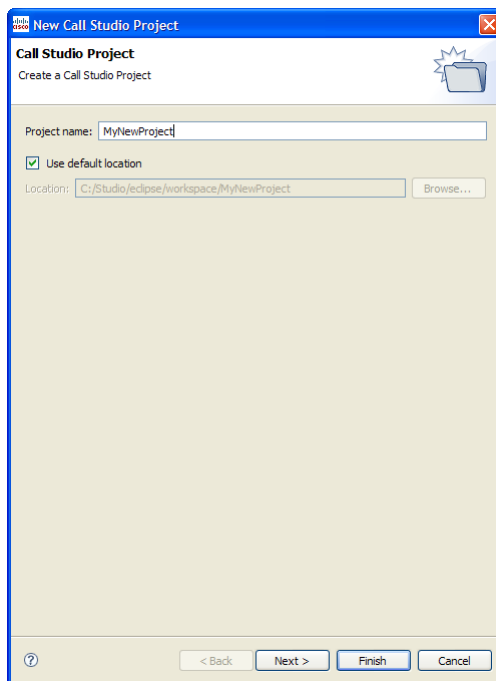 cisco New Call Studio Project
Call Studio Project
Create a Call Studio Project
Project name: MyNewProject
Use default location
Location: C:/Studio/eclipse/workspace/MyNewProject Browse...
? < Back Next > Finish Cancel